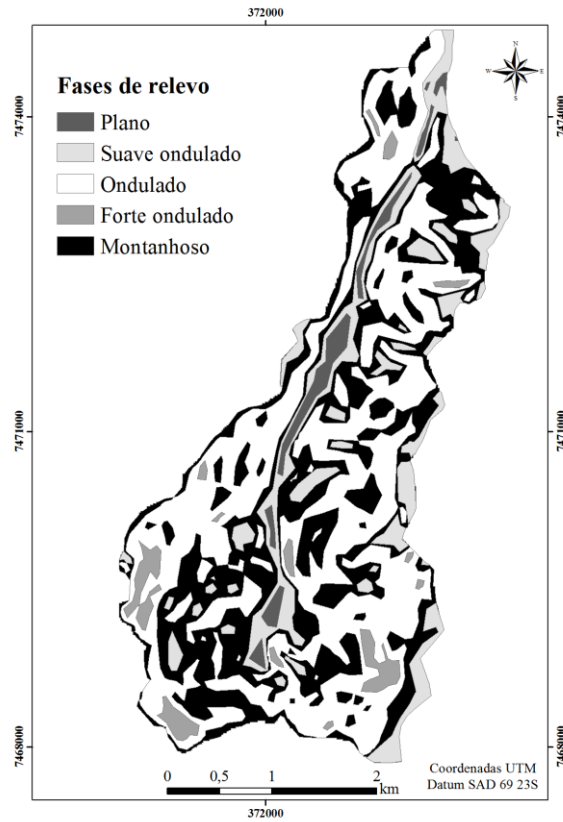 372000
N
W E
S
Fases de relevo
Plano
Suave ondulado
Ondulado
Forte ondulado
Montanhoso
7474000
7474000
7471000
7471000
7468000
7468000
0 0,5 1 2
km
Coordenadas UTM
Datum SAD 69 23S
372000